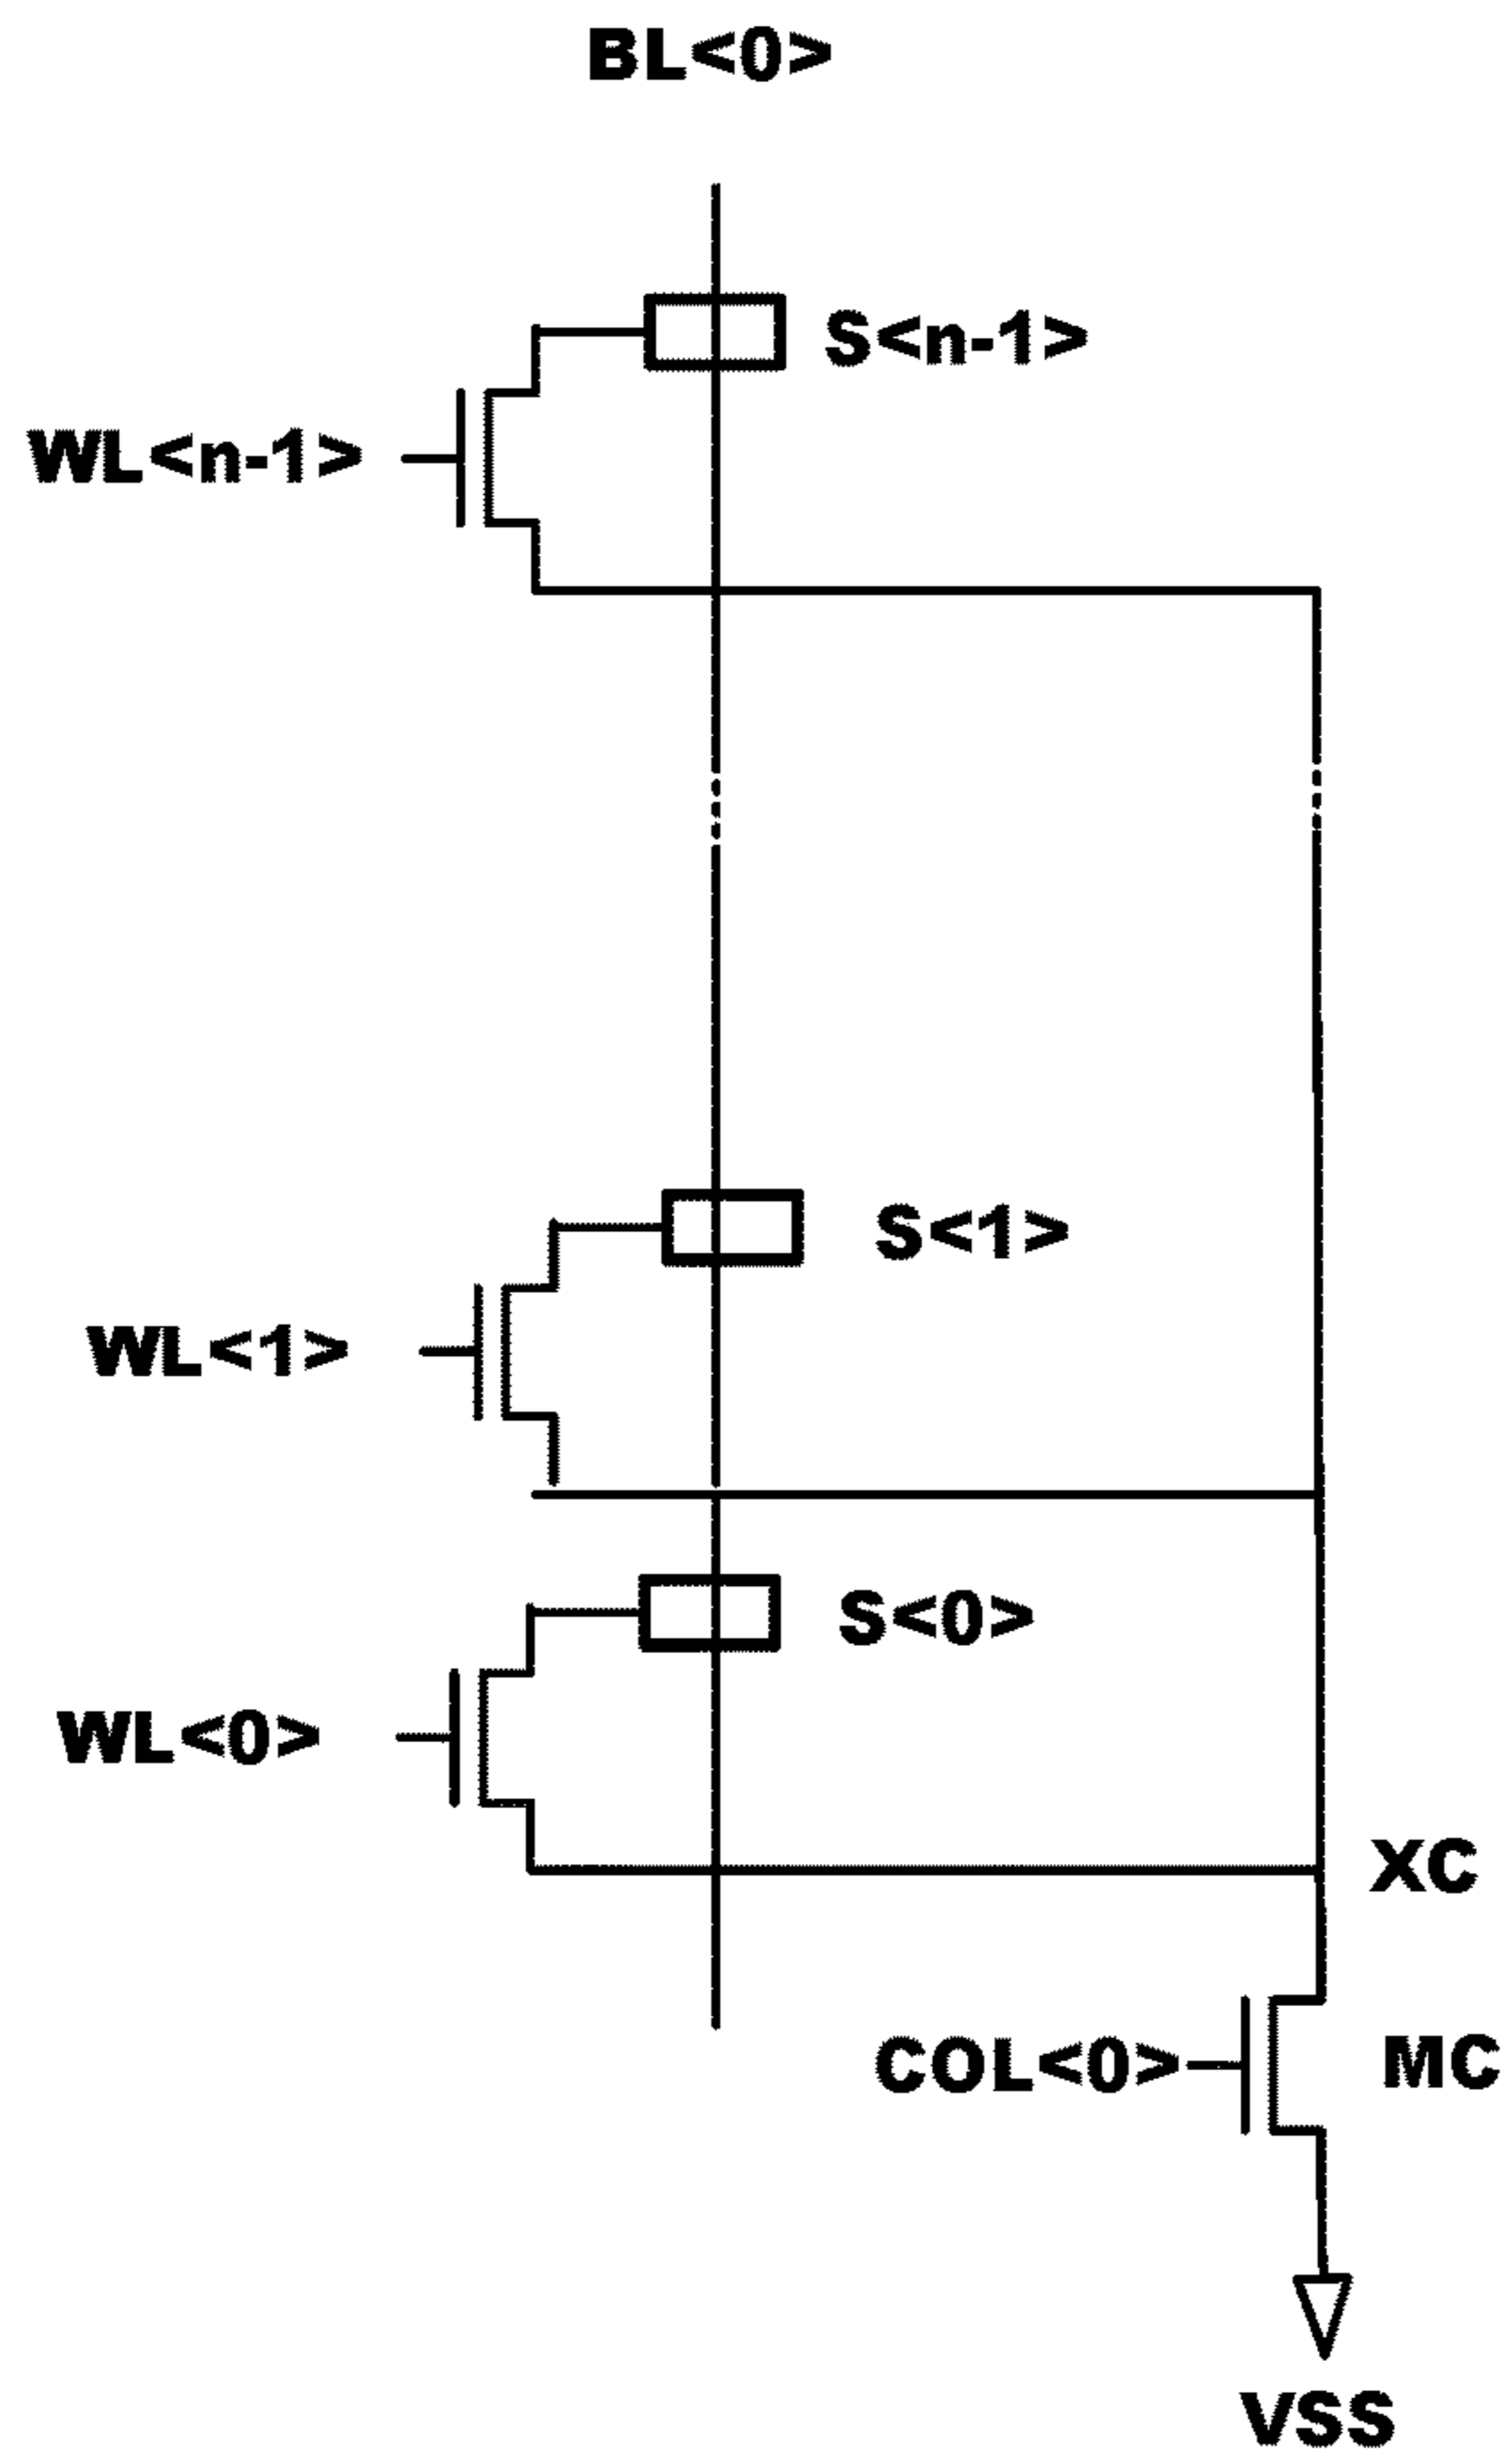 BL<0>
S<n-1>
WL<n-1>
S<1>
WL<1>
S<0>
WL<0>
XC
COL<0> MC
VSS